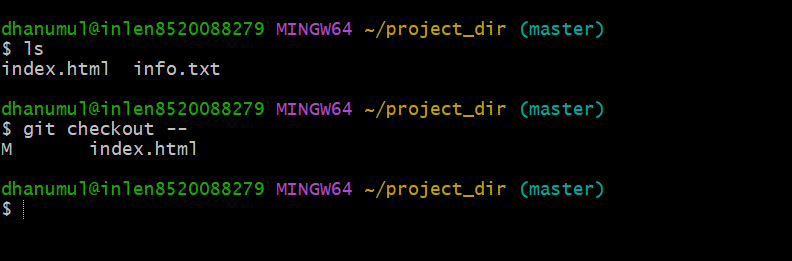 dhanumul@inlen8520088279 MINGW64 ~/project_dir (master)
$ ls
index.html  info.txt
dhanumul@inlen8520088279 MINGW64 ~/project_dir (master)
$ git checkout --
M       index.html
dhanumul@inlen8520088279 MINGW64 ~/project_dir (master)
$